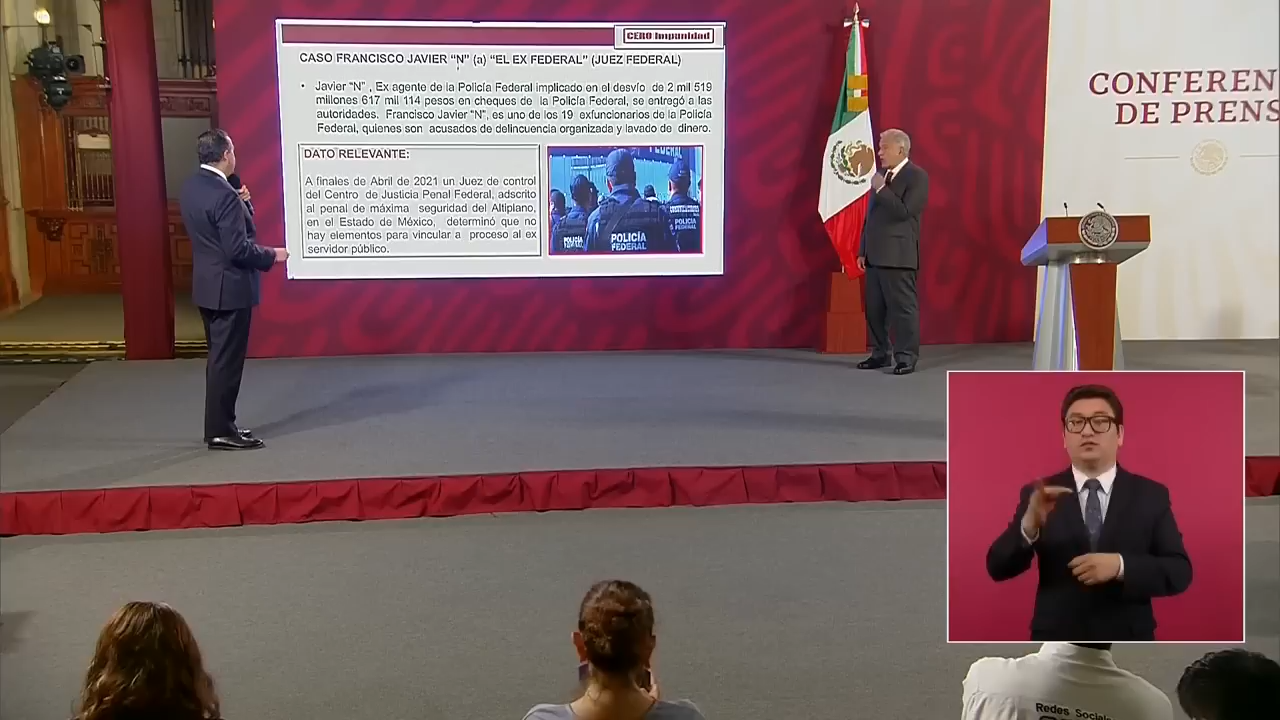 CERO Impunidad
CASO FRANCISCO JAVIER “N” (a) “EL EX FEDERAL” (JUEZ FEDERAL)
• Javier “N” , Ex agente de la Policía Federal implicado en el desvío de 2 mil 519
millones 617 mil 114 pesos en cheques de la Policía Federal, se entregó a las
autoridades. Francisco Javier “N”, es uno de los 19 exfuncionarios de la Policía
Federal, quienes son acusados de delincuencia organizada y lavado de dinero.
DATO RELEVANTE:
A finales de Abril de 2021 un Juez de control
del Centro de Justicia Penal Federal, adscrito
al penal de máxima seguridad del Altiplano,
en el Estado de México, determinó que no
hay elementos para vincular a proceso al ex
servidor público.
FEDERAL
POLICÍA
FEDERAL
POLICÍA
FEDERAL
POLICÍA
CONFEREN
DE PRENS
Redes Sociale